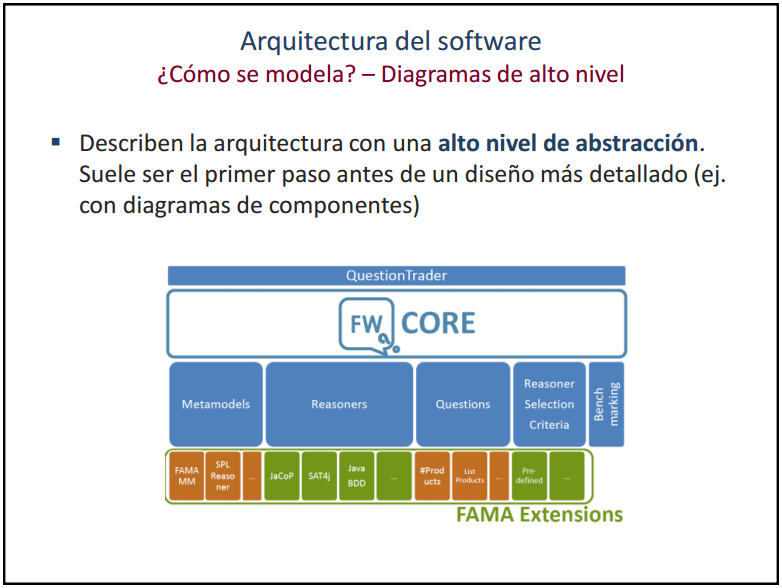 Arquitectura del software
¿Cómo se modela? – Diagramas de alto nivel
▪ Describen la arquitectura con una alto nivel de abstracción.
Suele ser el primer paso antes de un diseño más detallado (ej.
con diagramas de componentes)
QuestionTrader
FW CORE
Metamodels
Reasoners
Questions
Reasoner
Selection
Criteria
Bench
marking
FAMA
MM
SPL
Reaso
ner
...
JaCoP
SAT4j
Java
BDD
...
#Prod
ucts
List
Products
...
Pre-
defined
...
FAMA Extensions